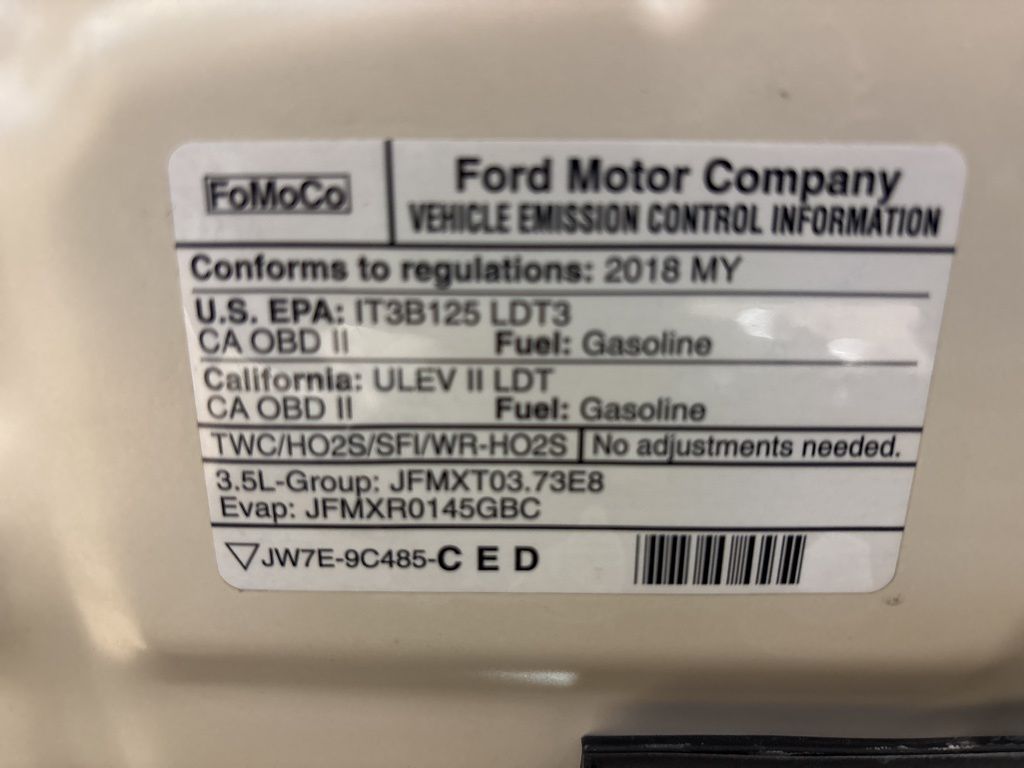 FoMoCo
Ford Motor Company
VEHICLE EMISSION CONTROL INFORMATION
Conforms to regulations: 2018 MY
U.S. EPA: IT3B125 LDT3
CA OBD II Fuel: Gasoline
California: ULEV II LDT
CA OBD II Fuel: Gasoline
TWC/HO2S/SFI/WR-HO2S No adjustments needed.
3.5L-Group: JFMXT03.73E8
Evap: JFMXR0145GBC
JW7E-9C485-C E D